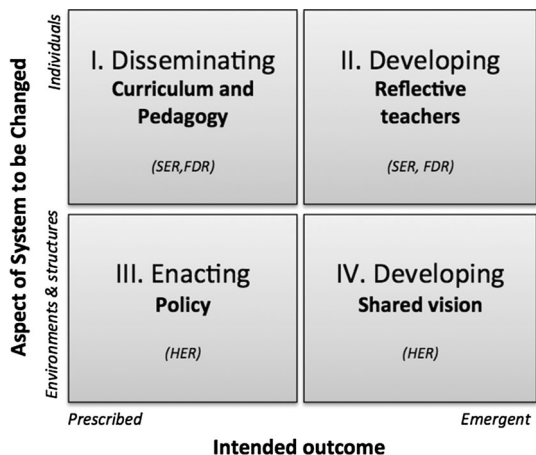 Aspect of System to be Changed
Individuals
Environments & structures
I. Disseminating
Curriculum and
Pedagogy
(SER,FDR)
II. Developing
Reflective
teachers
(SER, FDR)
III. Enacting
Policy
(HER)
IV. Developing
Shared vision
(HER)
Prescribed
Emergent
Intended outcome